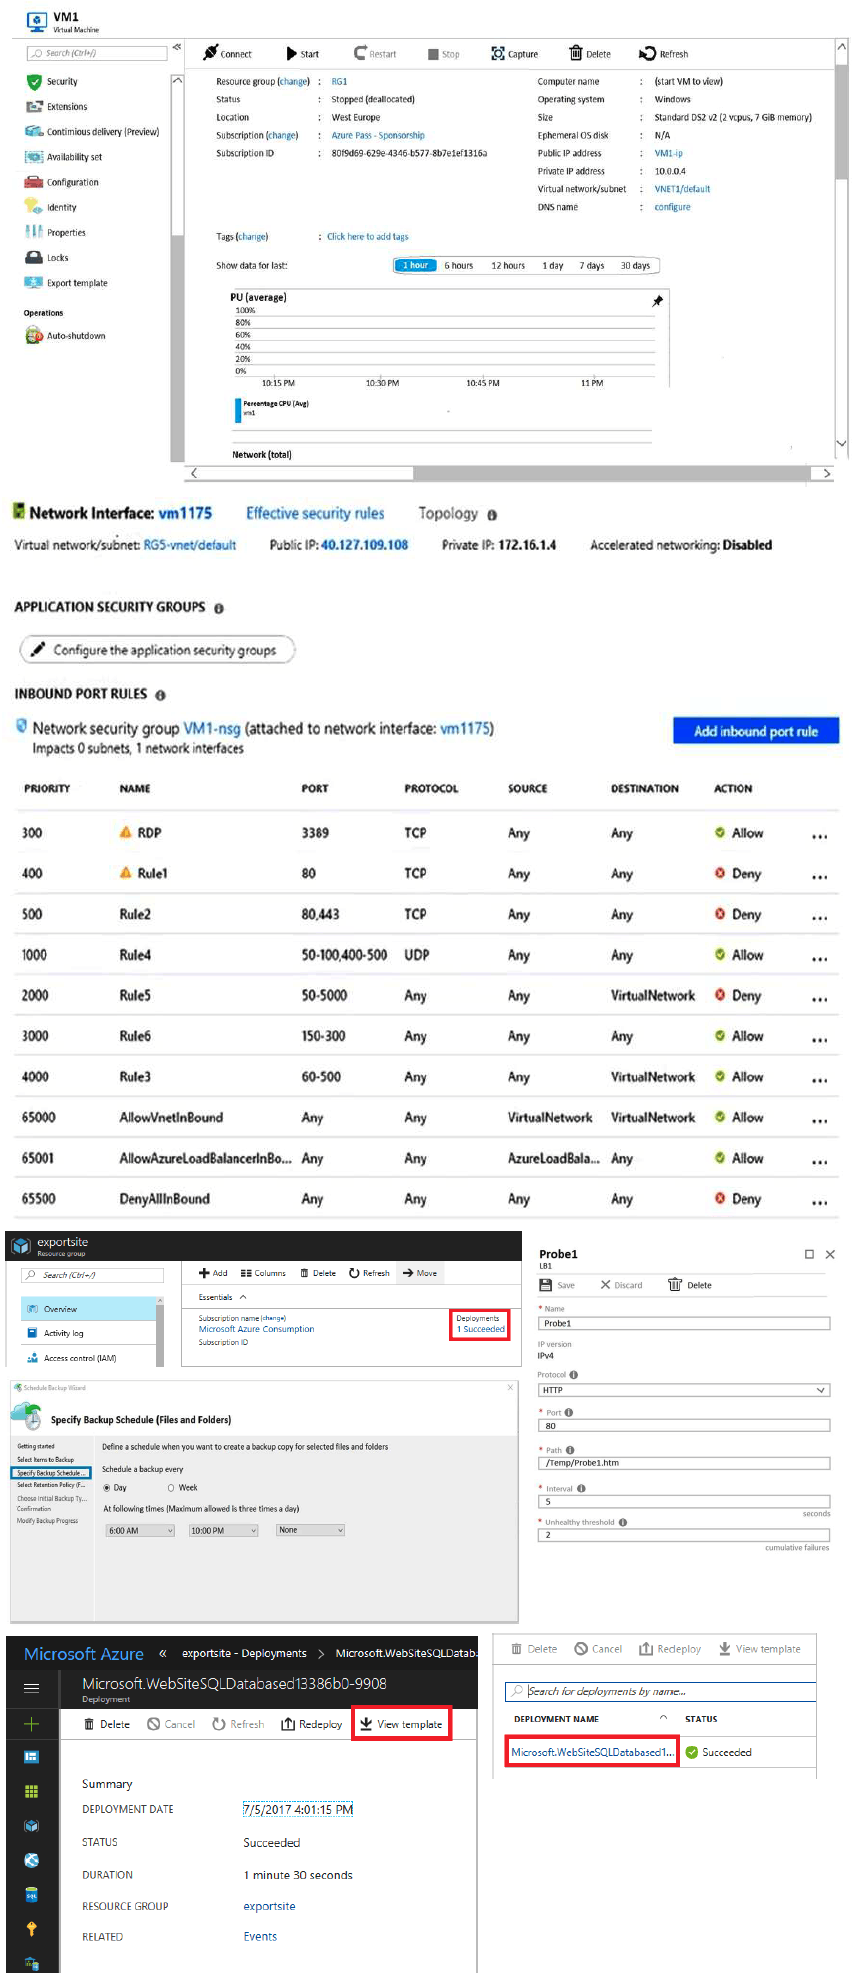 VM1
Virtual Machine
Search (Ctrl+/)
Connect Start Restart Stop Capture Delete Refresh
Security
Extensions
Contimious delivery (Preview)
Availability set
Configuration
Identity
Properties
Locks
Export template
Operations
Auto-shutdown
Resource group (change) : RG1
Status : Stopped (deallocated)
Location : West Europe
Subscription (change) : Azure Pass - Sponsorship
Subscription ID : 80f9d69-629e-4346-b577-8b7e1ef1316a
Computer name : (start VM to view)
Operating system : Windows
Size : Standard DS2 v2 (2 vcpus, 7 GiB memory)
Ephemeral OS disk : N/A
Public IP address : VM1-ip
Private IP address : 10.0.0.4
Virtual network/subnet : VNET1/default
DNS name : configure
Tags (change) : Click here to add tags
Show data for last: 1 hour 6 hours 12 hours 1 day 7 days 30 days
PU (average)
100%
80%
60%
40%
20%
0%
10:15 PM 10:30 PM 10:45 PM 11 PM
Percentage CPU (Avg)
vm1
Network (total)
Network Interface: vm1175 Effective security rules Topology
Virtual network/subnet: RG5-vnet/default Public IP: 40.127.109.108 Private IP: 172.16.1.4 Accelerated networking: Disabled
APPLICATION SECURITY GROUPS
Configure the application security groups
INBOUND PORT RULES
Network security group VM1-nsg (attached to network interface: vm1175)
Impacts 0 subnets, 1 network interfaces
Add inbound port rule
PRIORITY NAME PORT PROTOCOL SOURCE DESTINATION ACTION
300 RDP 3389 TCP Any Any Allow ...
400 Rule1 80 TCP Any Any Deny ...
500 Rule2 80,443 TCP Any Any Deny ...
1000 Rule4 50-100,400-500 UDP Any Any Allow ...
2000 Rule5 50-5000 Any Any VirtualNetwork Deny ...
3000 Rule6 150-300 Any Any Any Allow ...
4000 Rule3 60-500 Any Any VirtualNetwork Allow ...
65000 AllowVnetInBound Any Any VirtualNetwork VirtualNetwork Allow ...
65001 AllowAzureLoadBalancerInBo... Any Any AzureLoadBala... Any Allow ...
65500 DenyAllInBound Any Any Any Any Deny ...
exportsite
Resource group
Search (Ctrl+/)
Overview
Activity log
Access control (IAM)
Add Columns Delete Refresh Move
Essentials
Subscription name (change)
Microsoft Azure Consumption
Subscription ID
Deployments
1 Succeeded
Probe1
LB1
Save Discard Delete
* Name
Probe1
IP version
IPv4
Protocol
HTTP
* Port
80
* Path
/Temp/Probe1.htm
* Interval
5
seconds
* Unhealthy threshold
2
cumulative failures
Schedule Backup Wizard
Specify Backup Schedule (Files and Folders)
Getting started
Select Items to Backup
Specify Backup Schedule ...
Select Retention Policy (F...
Choose Initial Backup Ty...
Confirmation
Modify Backup Progress
Define a schedule when you want to create a backup copy for selected files and folders
Schedule a backup every
Day Week
At following times (Maximum allowed is three times a day)
6:00 AM 10:00 PM None
Microsoft Azure « exportsite - Deployments > Microsoft.WebSiteSQLDataba
Microsoft.WebSiteSQLDatabased13386b0-9908
Deployment
Delete Cancel Refresh Redeploy View template
Summary
DEPLOYMENT DATE 7/5/2017 4:01:15 PM
STATUS Succeeded
DURATION 1 minute 30 seconds
RESOURCE GROUP exportsite
RELATED Events
Delete Cancel Redeploy View template
Search for deployments by name...
DEPLOYMENT NAME STATUS
Microsoft.WebSiteSQLDatabased1... Succeeded